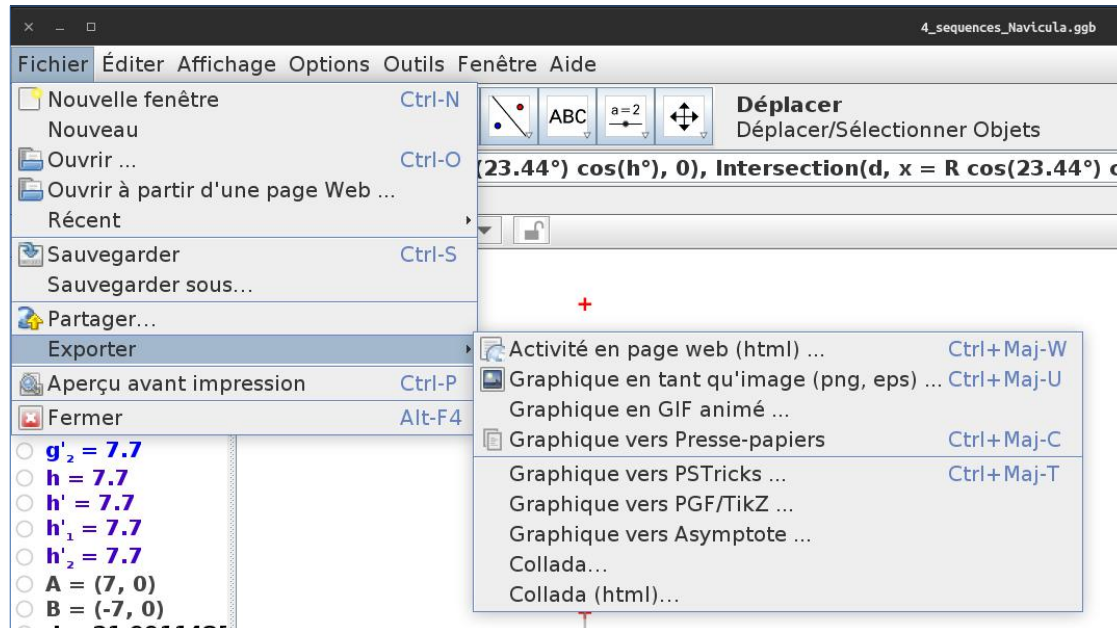 4_sequences_Navicula.ggb
Fichier Éditer Affichage Options Outils Fenêtre Aide
Nouvelle fenêtre Ctrl-N
Nouveau
Ouvrir ... Ctrl-O
Ouvrir à partir d'une page Web ...
Récent
Sauvegarder Ctrl-S
Sauvegarder sous...
Partager...
Exporter
Aperçu avant impression Ctrl-P
Fermer Alt-F4
ABC
a=2
Déplacer
Déplacer/Sélectionner Objets
(23.44°) cos(h°), 0), Intersection(d, x = R cos(23.44°) c
Activité en page web (html) ... Ctrl+Maj-W
Graphique en tant qu'image (png, eps) ... Ctrl+Maj-U
Graphique en GIF animé ...
Graphique vers Presse-papiers Ctrl+Maj-C
Graphique vers PSTricks ... Ctrl+Maj-T
Graphique vers PGF/TikZ ...
Graphique vers Asymptote ...
Collada...
Collada (html)...
g'₂ = 7.7
h = 7.7
h' = 7.7
h'₁ = 7.7
h'₂ = 7.7
A = (7, 0)
B = (-7, 0)